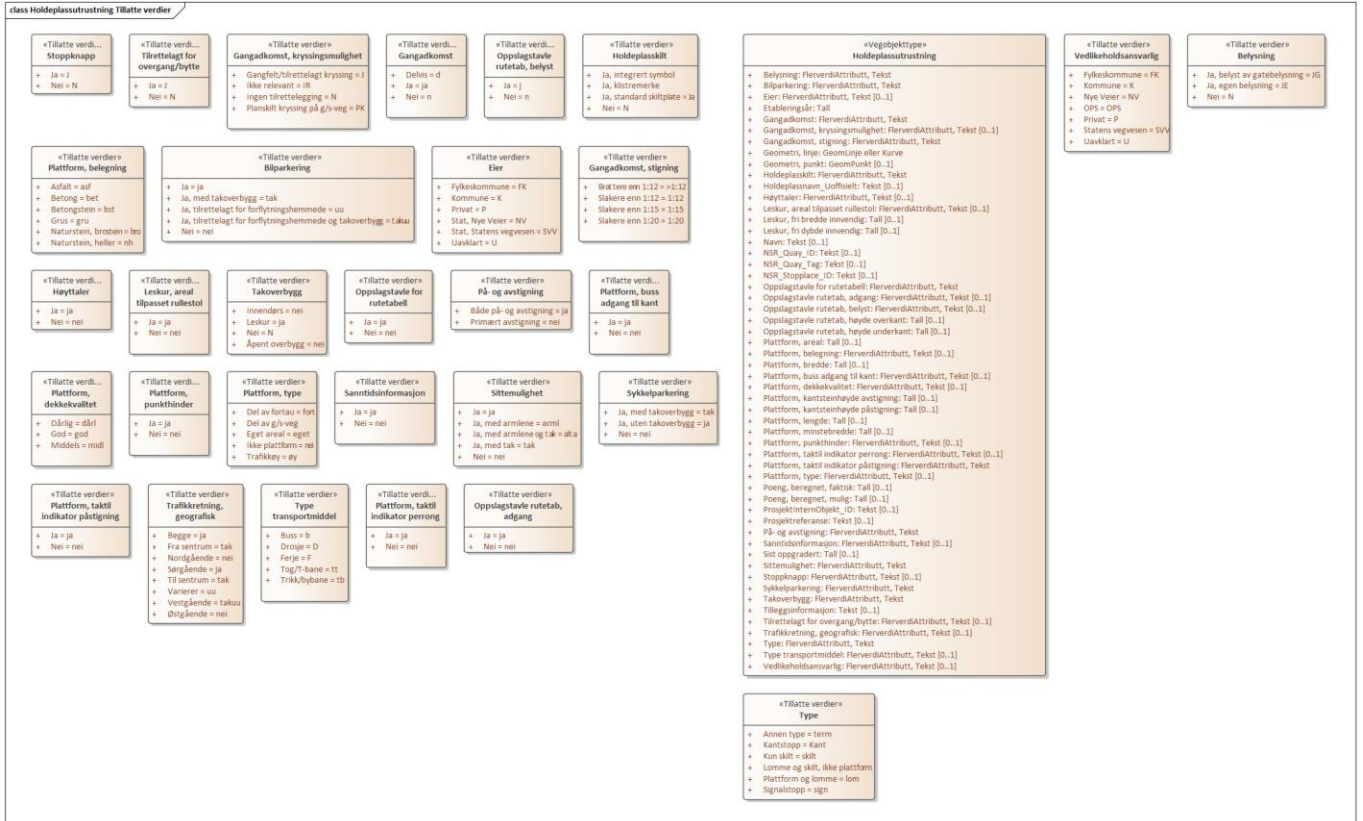 class Holdeplassutrustning Tillatte verdier
«Tillatte verdi...
Stoppknapp
+ Ja = J
+ Nei = N
«Tillatte verdi...
Tilrettelagt for
overgang/bytte
+ Ja = J
+ Nei = N
«Tillatte verdier»
Gangadkomst, kryssingsmulighet
+ Gangfelt/tilrettelagt kryssing = J
+ Ikke relevant = IR
+ Ingen tilrettelegging = N
+ Planskilt kryssing på g/s-veg = PK
«Tillatte verdi...
Gangadkomst
+ Delvis = d
+ Ja = ja
+ Nei = n
«Tillatte verdi...
Oppslagstavle
rutetab, belyst
+ Ja = j
+ Nei = n
«Tillatte verdier»
Holdeplasskilt
+ Ja, integrert symbol
+ Ja, klistremerke
+ Ja, standard skiltplate = Ja
+ Nei = N
«Vegobjekttype»
Holdeplassutrustning
+ Belysning: FlerverdiAttributt, Tekst
+ Bilparkering: FlerverdiAttributt, Tekst
+ Eier: FlerverdiAttributt, Tekst [0..1]
+ Etableringsår: Tall
+ Gangadkomst: FlerverdiAttributt, Tekst
+ Gangadkomst, kryssingsmulighet: FlerverdiAttributt, Tekst [0..1]
+ Gangadkomst, stigning: FlerverdiAttributt, Tekst
+ Geometri, linje: GeomLinje eller Kurve
+ Geometri, punkt: GeomPunkt [0..1]
+ Holdeplasskilt: FlerverdiAttributt, Tekst
+ Holdeplassnavn_Uoffisielt: Tekst [0..1]
+ Høyttaler: FlerverdiAttributt, Tekst [0..1]
+ Leskur, areal tilpasset rullestol: FlerverdiAttributt, Tekst [0..1]
+ Leskur, fri bredde innvendig: Tall [0..1]
+ Leskur, fri dybde innvendig: Tall [0..1]
+ Navn: Tekst [0..1]
+ NSR_Quay_ID: Tekst [0..1]
+ NSR_Quay_Tag: Tekst [0..1]
+ NSR_Stopplace_ID: Tekst [0..1]
+ Oppslagstavle for rutetabell: FlerverdiAttributt, Tekst
+ Oppslagstavle rutetab, adgang: FlerverdiAttributt, Tekst [0..1]
+ Oppslagstavle rutetab, belyst: FlerverdiAttributt, Tekst [0..1]
+ Oppslagstavle rutetab, høyde overkant: Tall [0..1]
+ Oppslagstavle rutetab, høyde underkant: Tall [0..1]
+ Plattform, areal: Tall [0..1]
+ Plattform, belegning: FlerverdiAttributt, Tekst [0..1]
+ Plattform, bredde: Tall [0..1]
+ Plattform, buss adgang til kant: FlerverdiAttributt, Tekst [0..1]
+ Plattform, dekkekvalitet: FlerverdiAttributt, Tekst [0..1]
+ Plattform, kantsteinhøyde avstigning: Tall [0..1]
+ Plattform, kantsteinhøyde påstigning: Tall [0..1]
+ Plattform, lengde: Tall [0..1]
+ Plattform, minstebredde: Tall [0..1]
+ Plattform, punkthinder: FlerverdiAttributt, Tekst [0..1]
+ Plattform, taktil indikator perrong: FlerverdiAttributt, Tekst [0..1]
+ Plattform, taktil indikator påstigning: FlerverdiAttributt, Tekst
+ Plattform, type: FlerverdiAttributt, Tekst [0..1]
+ Poeng, beregnet, faktisk: Tall [0..1]
+ Poeng, beregnet, mulig: Tall [0..1]
+ ProsjektInternObjekt_ID: Tekst [0..1]
+ Prosjektreferanse: Tekst [0..1]
+ På- og avstigning: FlerverdiAttributt, Tekst
+ Sanntidsinformasjon: FlerverdiAttributt, Tekst [0..1]
+ Sist oppgradert: Tall [0..1]
+ Sittemulighet: FlerverdiAttributt, Tekst
+ Stoppknapp: FlerverdiAttributt, Tekst [0..1]
+ Sykkelparkering: FlerverdiAttributt, Tekst
+ Takoverbygg: FlerverdiAttributt, Tekst
+ Tilleggsinformasjon: Tekst [0..1]
+ Tilrettelagt for overgang/bytte: FlerverdiAttributt, Tekst [0..1]
+ Trafikkretning, geografisk: FlerverdiAttributt, Tekst [0..1]
+ Type: FlerverdiAttributt, Tekst
+ Type transportmiddel: FlerverdiAttributt, Tekst [0..1]
+ Vedlikeholdsansvarlig: FlerverdiAttributt, Tekst [0..1]
«Tillatte verdier»
Vedlikeholdsansvarlig
+ Fylkeskommune = FK
+ Kommune = K
+ Nye Veier = NV
+ OPS = OPS
+ Privat = P
+ Statens vegvesen = SVV
+ Uavklart = U
«Tillatte verdier»
Belysning
+ Ja, belyst av gatebelysning = JG
+ Ja, egen belysning = JE
+ Nei = N
«Tillatte verdier»
Plattform, belegning
+ Asfalt = asf
+ Betong = bet
+ Betongstein = bst
+ Grus = gru
+ Naturstein, brostein = bro
+ Naturstein, heller = nh
«Tillatte verdier»
Bilparkering
+ Ja = ja
+ Ja, med takoverbygg = tak
+ Ja, tilrettelagt for forflytningshemmede = uu
+ Ja, tilrettelagt for forflytningshemmede og takoverbygg = takuu
+ Nei = nei
«Tillatte verdier»
Eier
+ Fylkeskommune = FK
+ Kommune = K
+ Privat = P
+ Stat, Nye Veier = NV
+ Stat, Statens vegvesen = SVV
+ Uavklart = U
«Tillatte verdier»
Gangadkomst, stigning
+ Brattere enn 1:12 = >1:12
+ Slakere enn 1:12 = 1:12
+ Slakere enn 1:15 = 1:15
+ Slakere enn 1:20 = 1:20
«Tillatte verdi...
Høyttaler
+ Ja = ja
+ Nei = nei
«Tillatte verdi...
Leskur, areal
tilpasset rullestol
+ Ja = ja
+ Nei = nei
«Tillatte verdier»
Takoverbygg
+ Innendørs = nei
+ Leskur = ja
+ Nei = N
+ Åpent overbygg = nei
«Tillatte verdi...
Oppslagstavle for
rutetabell
+ Ja = ja
+ Nei = nei
«Tillatte verdier»
På- og avstigning
+ Både på- og avstigning = ja
+ Primært avstigning = nei
«Tillatte verdi...
Plattform, buss
adgang til kant
+ Ja = ja
+ Nei = nei
«Tillatte verdi...
Plattform,
dekkekvalitet
+ Dårlig = dårl
+ God = god
+ Middels = midl
«Tillatte verdi...
Plattform,
punkthinder
+ Ja = ja
+ Nei = nei
«Tillatte verdier»
Plattform, type
+ Del av fortau = fort
+ Del av g/s-veg
+ Eget areal = eget
+ Ikke plattform = nei
+ Trafikkøy = øy
«Tillatte verdier»
Sanntidsinformasjon
+ Ja = ja
+ Nei = nei
«Tillatte verdier»
Sittemulighet
+ Ja = ja
+ Ja, med armlene = arml
+ Ja, med armlene og tak = alta
+ Ja, med tak = tak
+ Nei = nei
«Tillatte verdier»
Sykkelparkering
+ Ja, med takoverbygg = tak
+ Ja, uten takoverbygg = ja
+ Nei = nei
«Tillatte verdier»
Plattform, taktil
indikator påstigning
+ Ja = ja
+ Nei = nei
«Tillatte verdier»
Trafikkretning,
geografisk
+ Begge = ja
+ Fra sentrum = tak
+ Nordgående = nei
+ Sørgående = ja
+ Til sentrum = tak
+ Varierer = uu
+ Vestgående = takuu
+ Østgående = nei
«Tillatte verdier»
Type
transportmiddel
+ Buss = b
+ Drosje = D
+ Ferje = F
+ Tog/T-bane = tt
+ Trikk/bybane = tb
«Tillatte verdi...
Plattform, taktil
indikator perrong
+ Ja = ja
+ Nei = nei
«Tillatte verdier»
Oppslagstavle rutetab,
adgang
+ Ja = ja
+ Nei = nei
«Tillatte verdier»
Type
+ Annen type = term
+ Kantstopp = Kant
+ Kun skilt = skilt
+ Lomme og skilt, ikke plattform
+ Plattform og lomme = lom
+ Signalstopp = sign